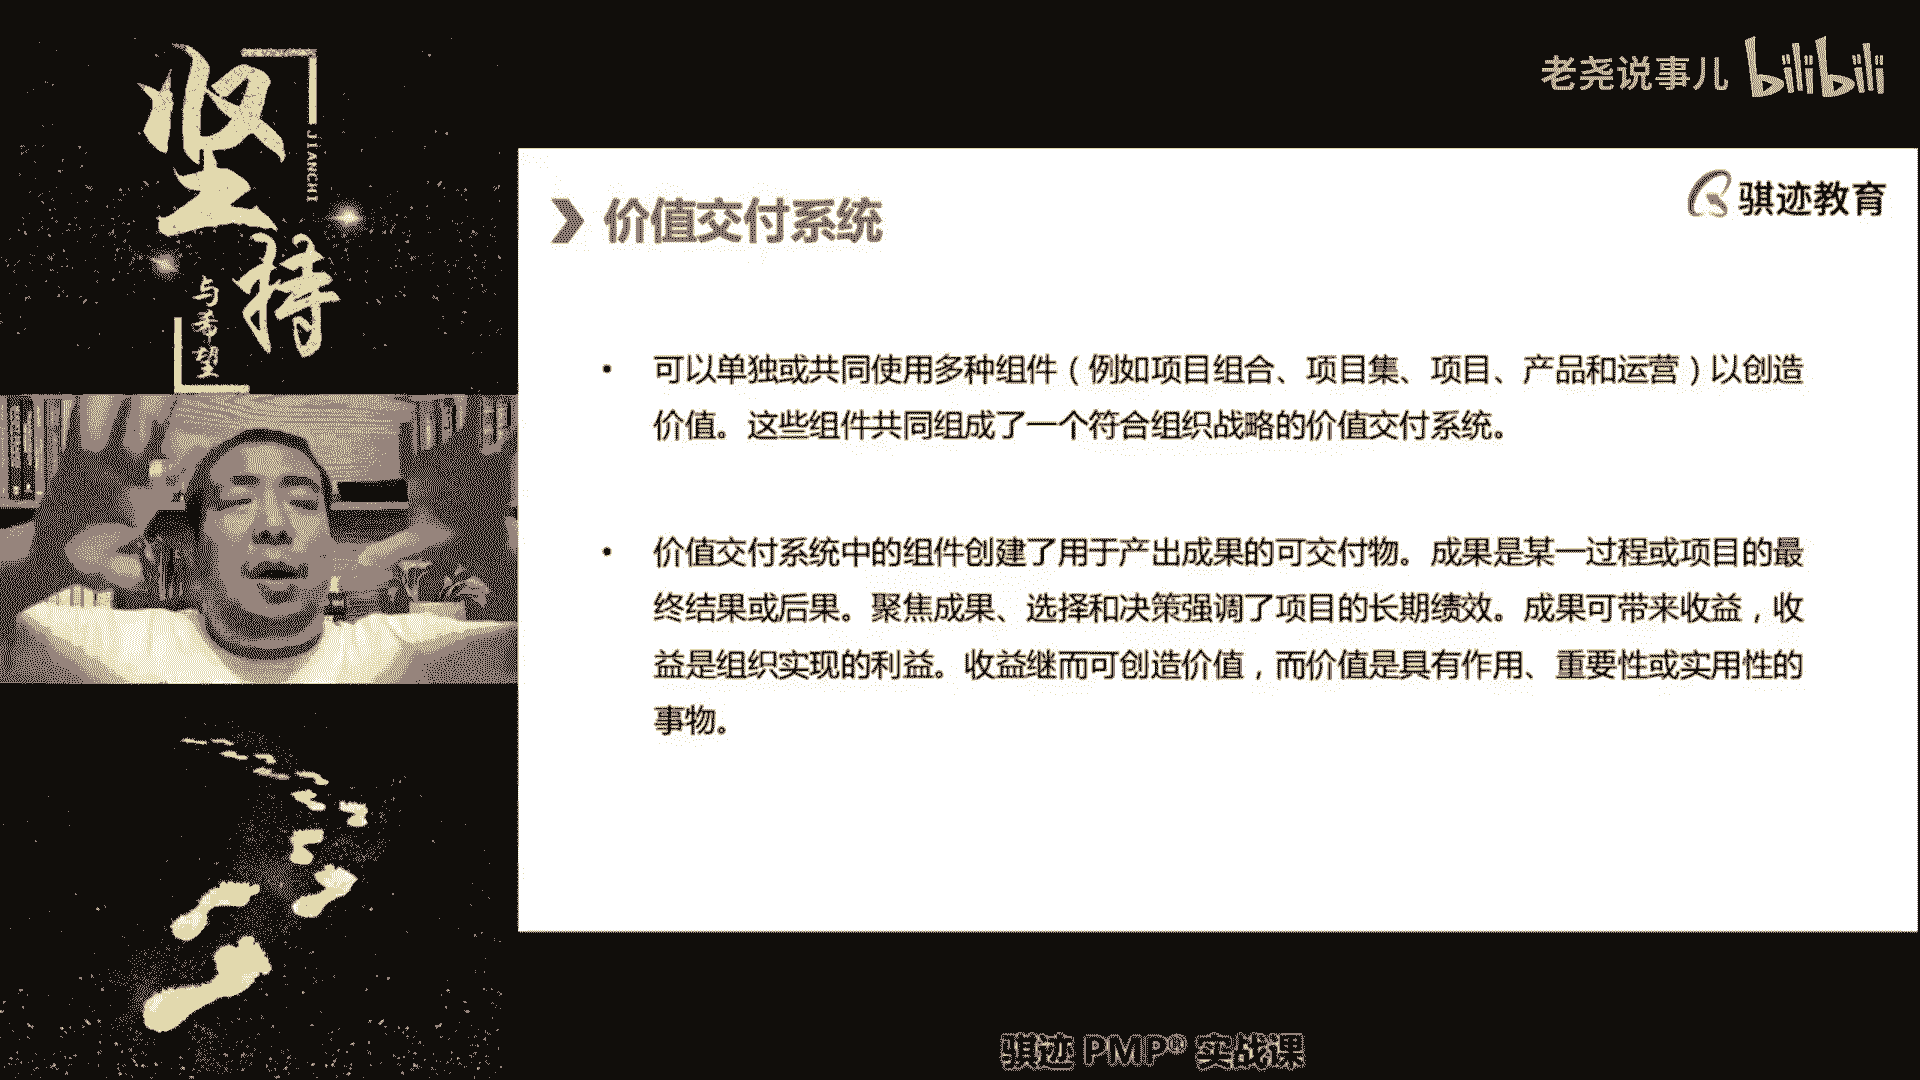 坚持
JIANCHI
与希望
老尧说事儿 bilibili
骐迹教育
价值交付系统
• 可以单独或共同使用多种组件（例如项目组合、项目集、项目、产品和运营）以创造
价值。这些组件共同组成了一个符合组织战略的价值交付系统。
• 价值交付系统中的组件创建了用于产出成果的可交付物。成果是某一过程或项目的最
终结果或后果。聚焦成果、选择和决策强调了项目的长期绩效。成果可带来收益，收
益是组织实现的利益。收益继而可创造价值，而价值是具有作用、重要性或实用性的
事物。
骐迹 PMP® 实战课